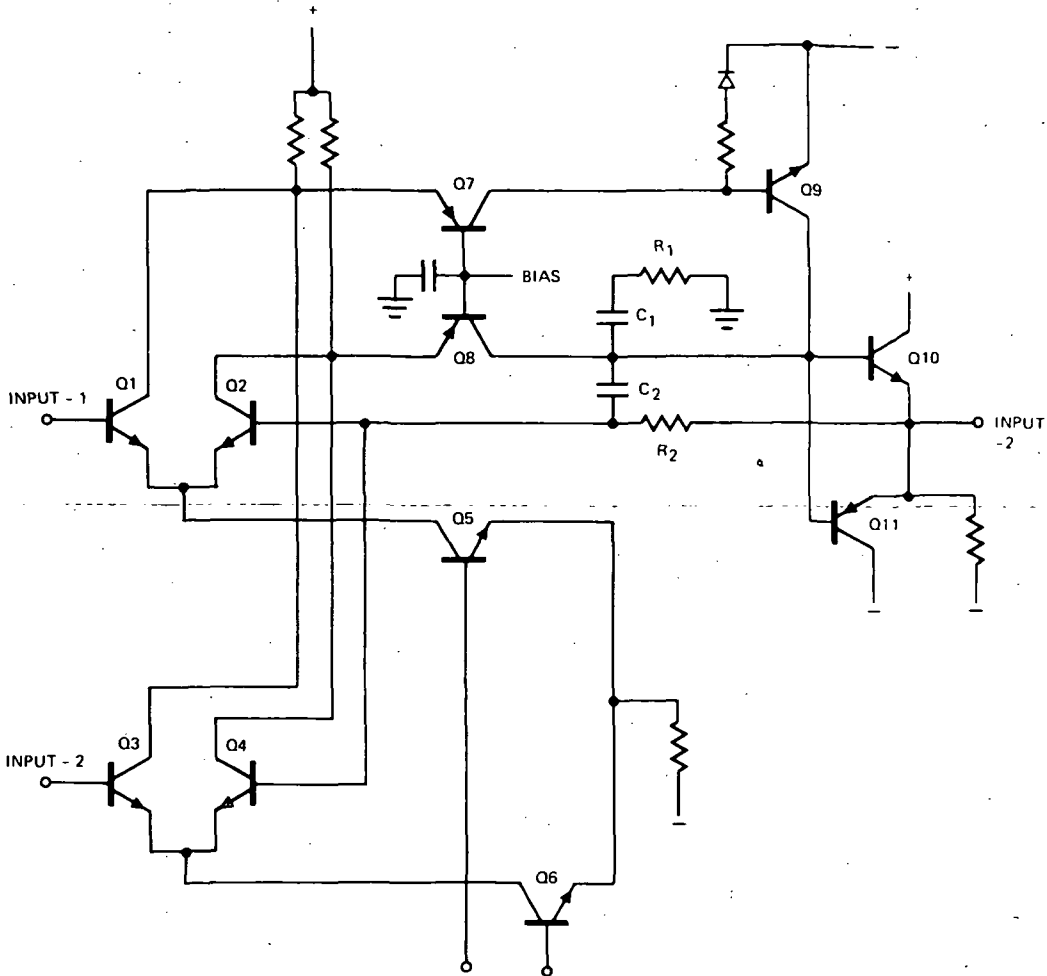 +
−
Q7
Q9
R1
BIAS
C1
+
Q8
Q10
Q1
Q2
INPUT - 1
C2
INPUT
-2
R2
Q5
Q11
−
−
Q3
Q4
INPUT - 2
−
Q6